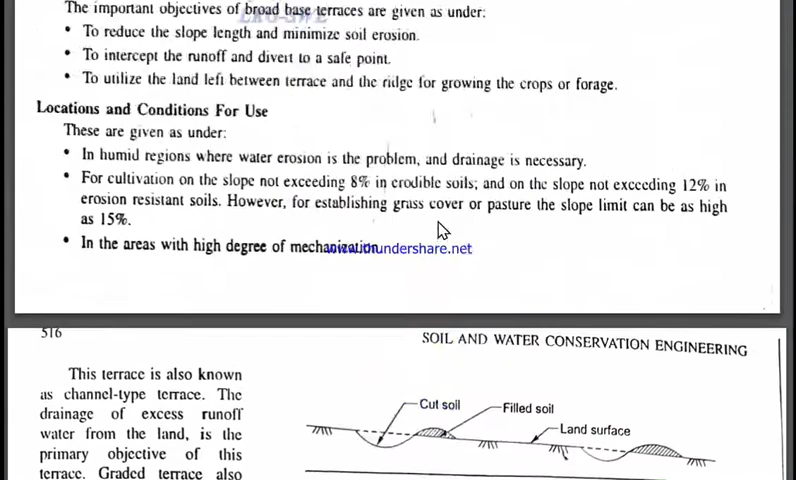 The important objectives of broad base terraces are given as under:
• To reduce the slope length and minimize soil erosion.
• To intercept the runoff and divert to a safe point.
• To utilize the land left between terrace and the ridge for growing the crops or forage.
Locations and Conditions For Use
These are given as under:
• In humid regions where water erosion is the problem, and drainage is necessary.
• For cultivation on the slope not exceeding 8% in erodible soils; and on the slope not exceeding 12% in
erosion resistant soils. However, for establishing grass cover or pasture the slope limit can be as high
as 15%.
• In the areas with high degree of mechanization.
www.thundershare.net
516
SOIL AND WATER CONSERVATION ENGINEERING
This terrace is also known
as channel-type terrace. The
drainage of excess runoff
water from the land, is the
primary objective of this
terrace. Graded terrace also
Cut soil
Filled soil
Land surface